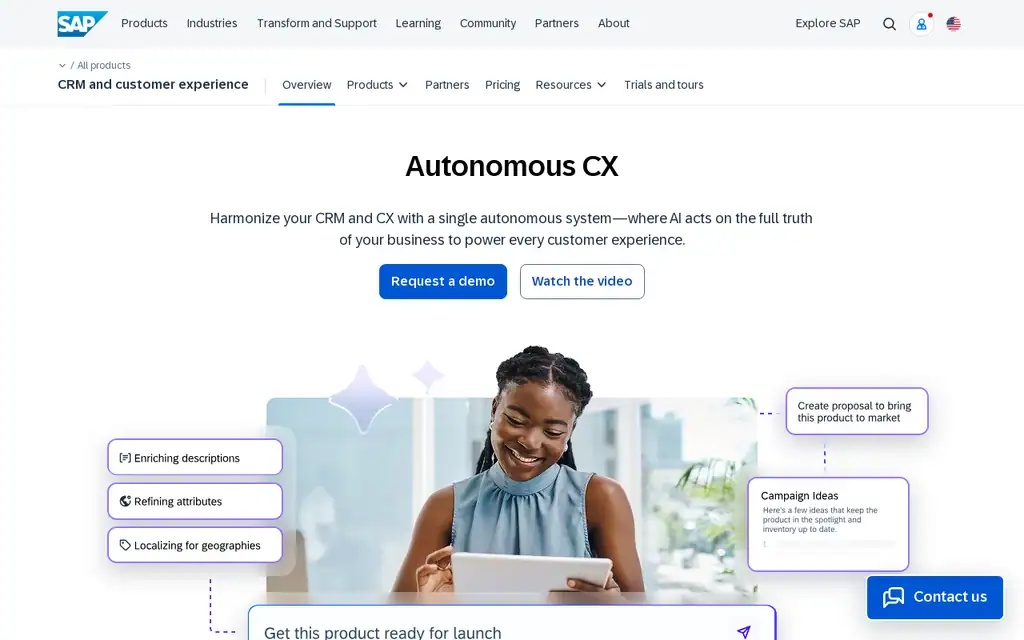 SAP Products Industries Transform and Support Learning Community Partners About Explore SAP
/ All products
CRM and customer experience Overview Products Partners Pricing Resources Trials and tours
Autonomous CX
Harmonize your CRM and CX with a single autonomous system—where AI acts on the full truth
of your business to power every customer experience.
Request a demo Watch the video
Create proposal to bring
this product to market
Enriching descriptions
Refining attributes
Localizing for geographies
Campaign Ideas
Here's a few ideas that keep the
product in the spotlight and
inventory up to date.
1.
Contact us
Get this product ready for launch